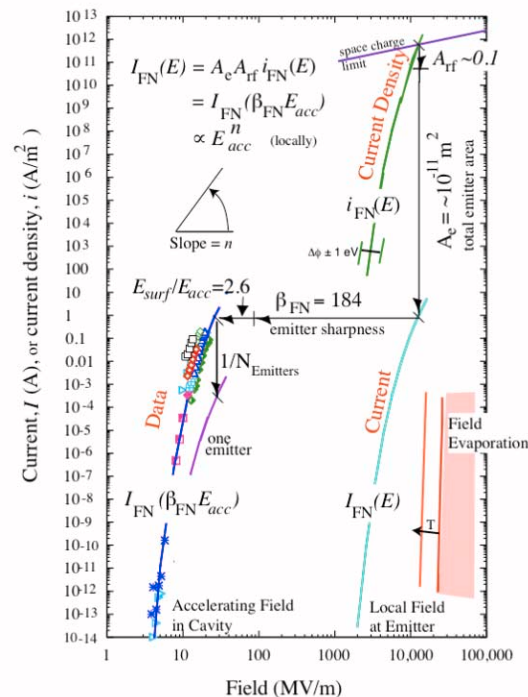 Current, I (A), or current density, i (A/m²)
10^13
10^12
10^11
10^10
10^9
10^8
10^7
10^6
10^5
10^4
10^3
100
10
1
0.1
0.01
10^-3
10^-4
10^-5
10^-6
10^-7
10^-8
10^-9
10^-10
10^-11
10^-12
10^-13
10^-14
I_FN(E) = A_e A_rf i_FN(E)
= I_FN(β_FN E_acc)
∝ E_acc^n (locally)
Slope = n
space charge
limit
A_rf ~0.1
Current Density
A_e = ~10^-11 m^2
total emitter area
i_FN(E)
Δϕ ± 1 eV
E_surf/E_acc = 2.6
β_FN = 184
emitter sharpness
1/N_Emitters
Data
one
emitter
Current
Field
Evaporation
I_FN(β_FN E_acc)
I_FN(E)
T
Accelerating Field
in Cavity
Local Field
at Emitter
1
10
100
1000
10,000
100,000
Field (MV/m)